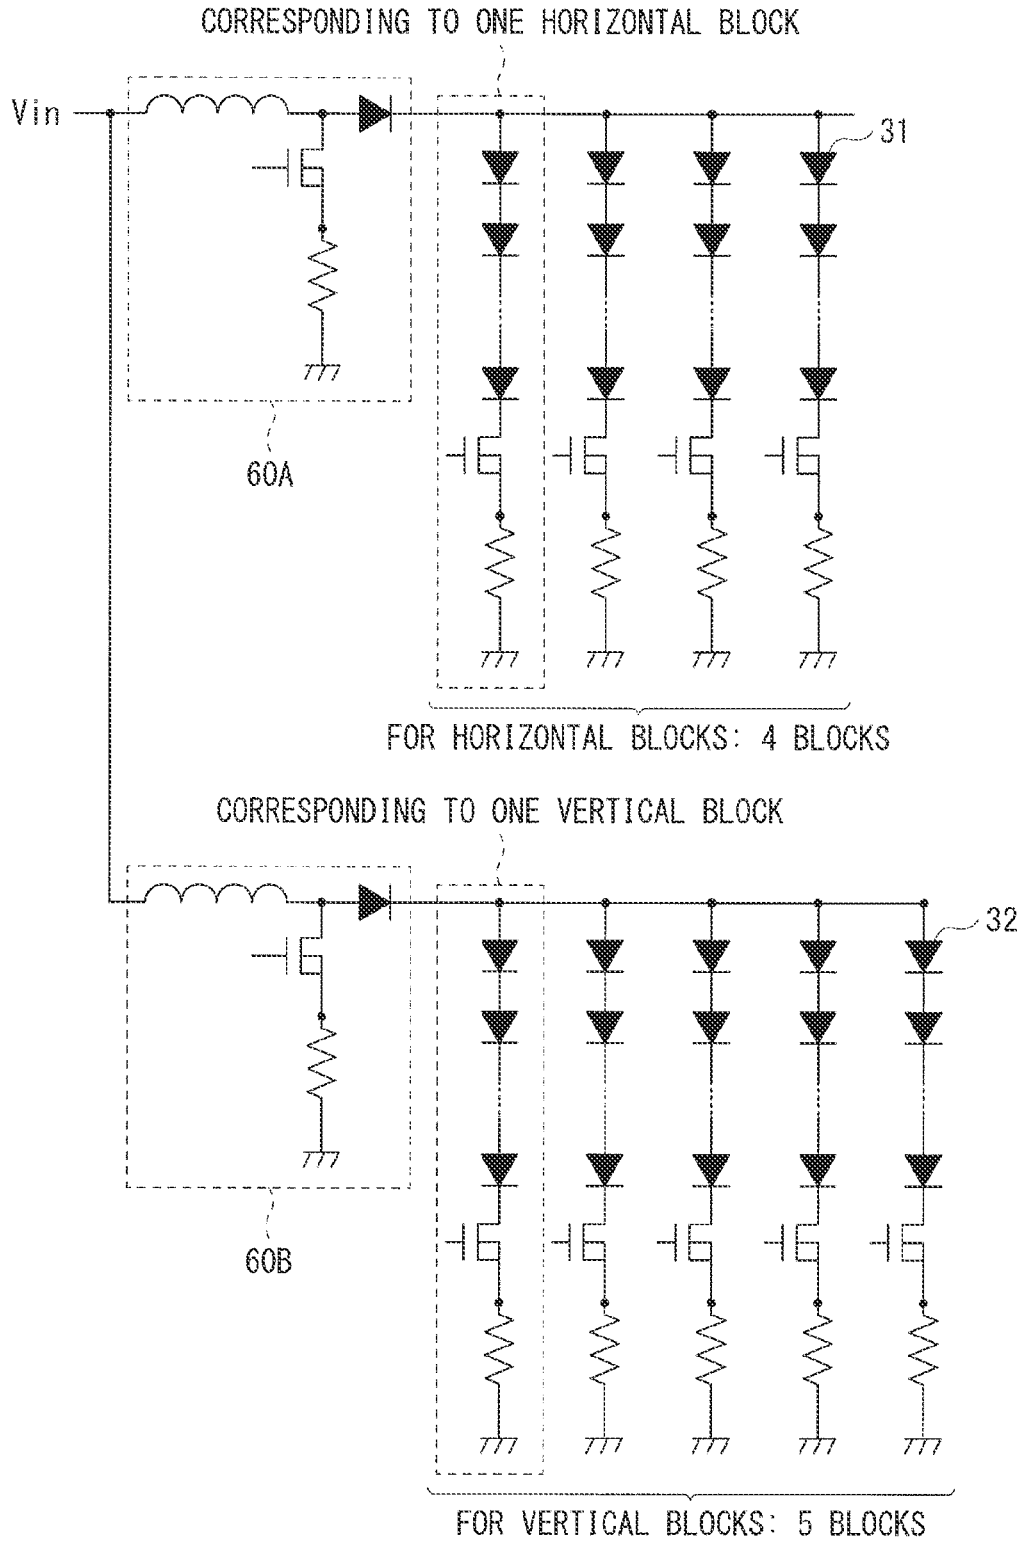 CORRESPONDING TO ONE HORIZONTAL BLOCK
Vin
31
60A
FOR HORIZONTAL BLOCKS: 4 BLOCKS
CORRESPONDING TO ONE VERTICAL BLOCK
32
60B
FOR VERTICAL BLOCKS: 5 BLOCKS